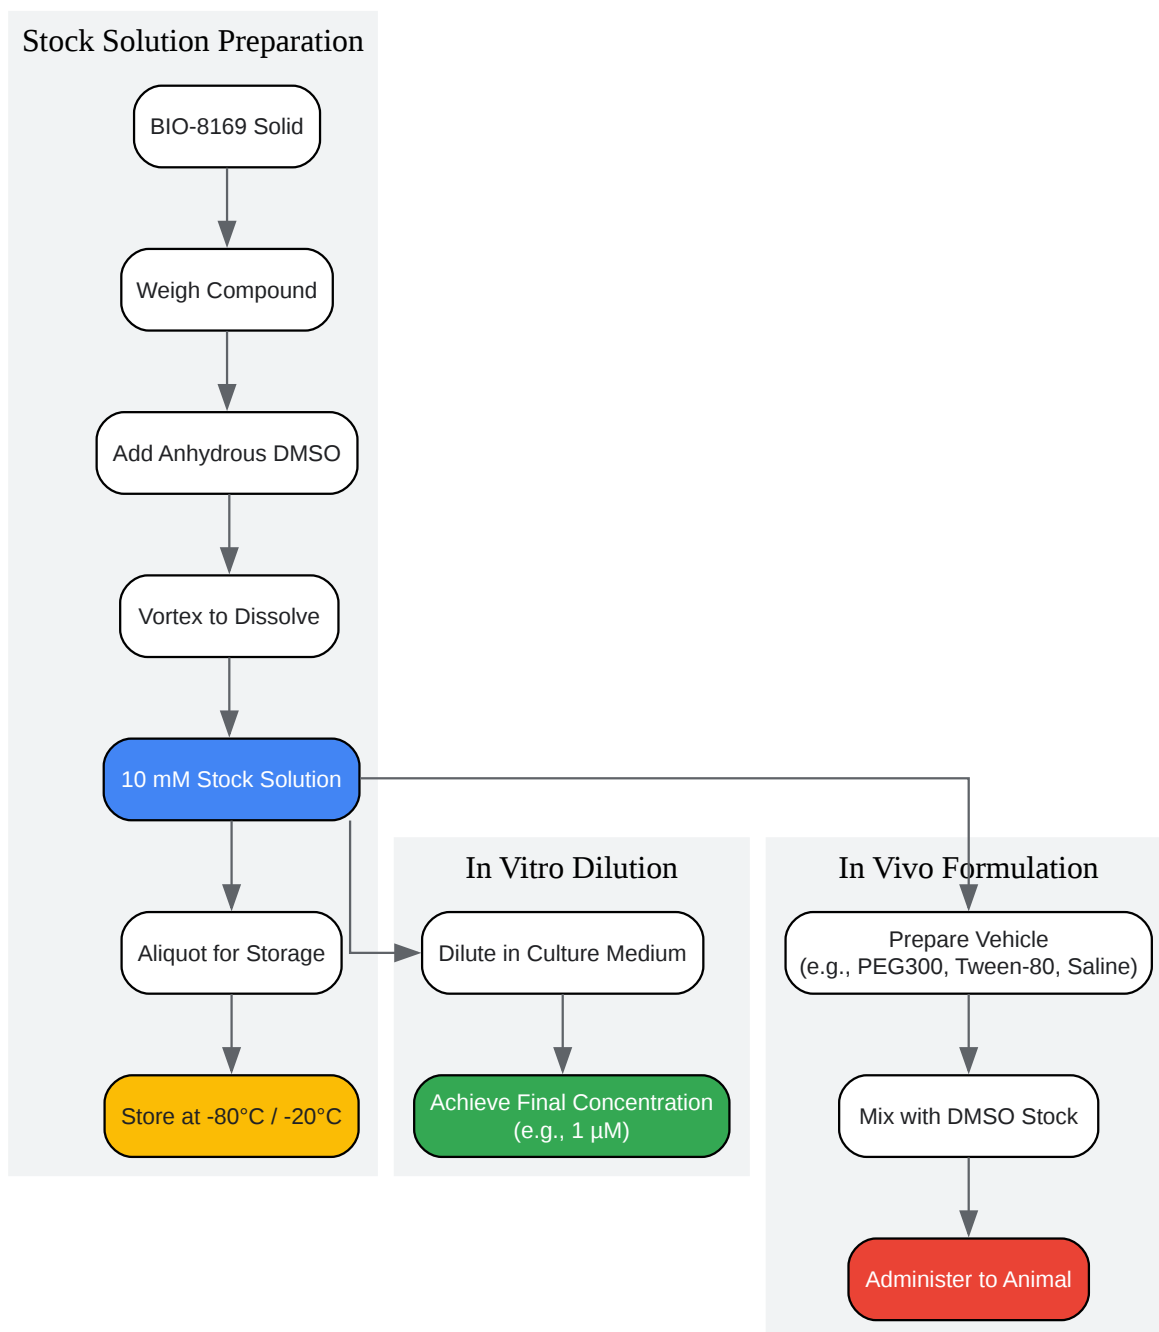 Stock Solution Preparation
BIO-8169 Solid
Weigh Compound
Add Anhydrous DMSO
Vortex to Dissolve
10 mM Stock Solution
Aliquot for Storage
Store at -80°C / -20°C
In Vitro Dilution
Dilute in Culture Medium
Achieve Final Concentration
(e.g., 1 µM)
In Vivo Formulation
Prepare Vehicle
(e.g., PEG300, Tween-80, Saline)
Mix with DMSO Stock
Administer to Animal